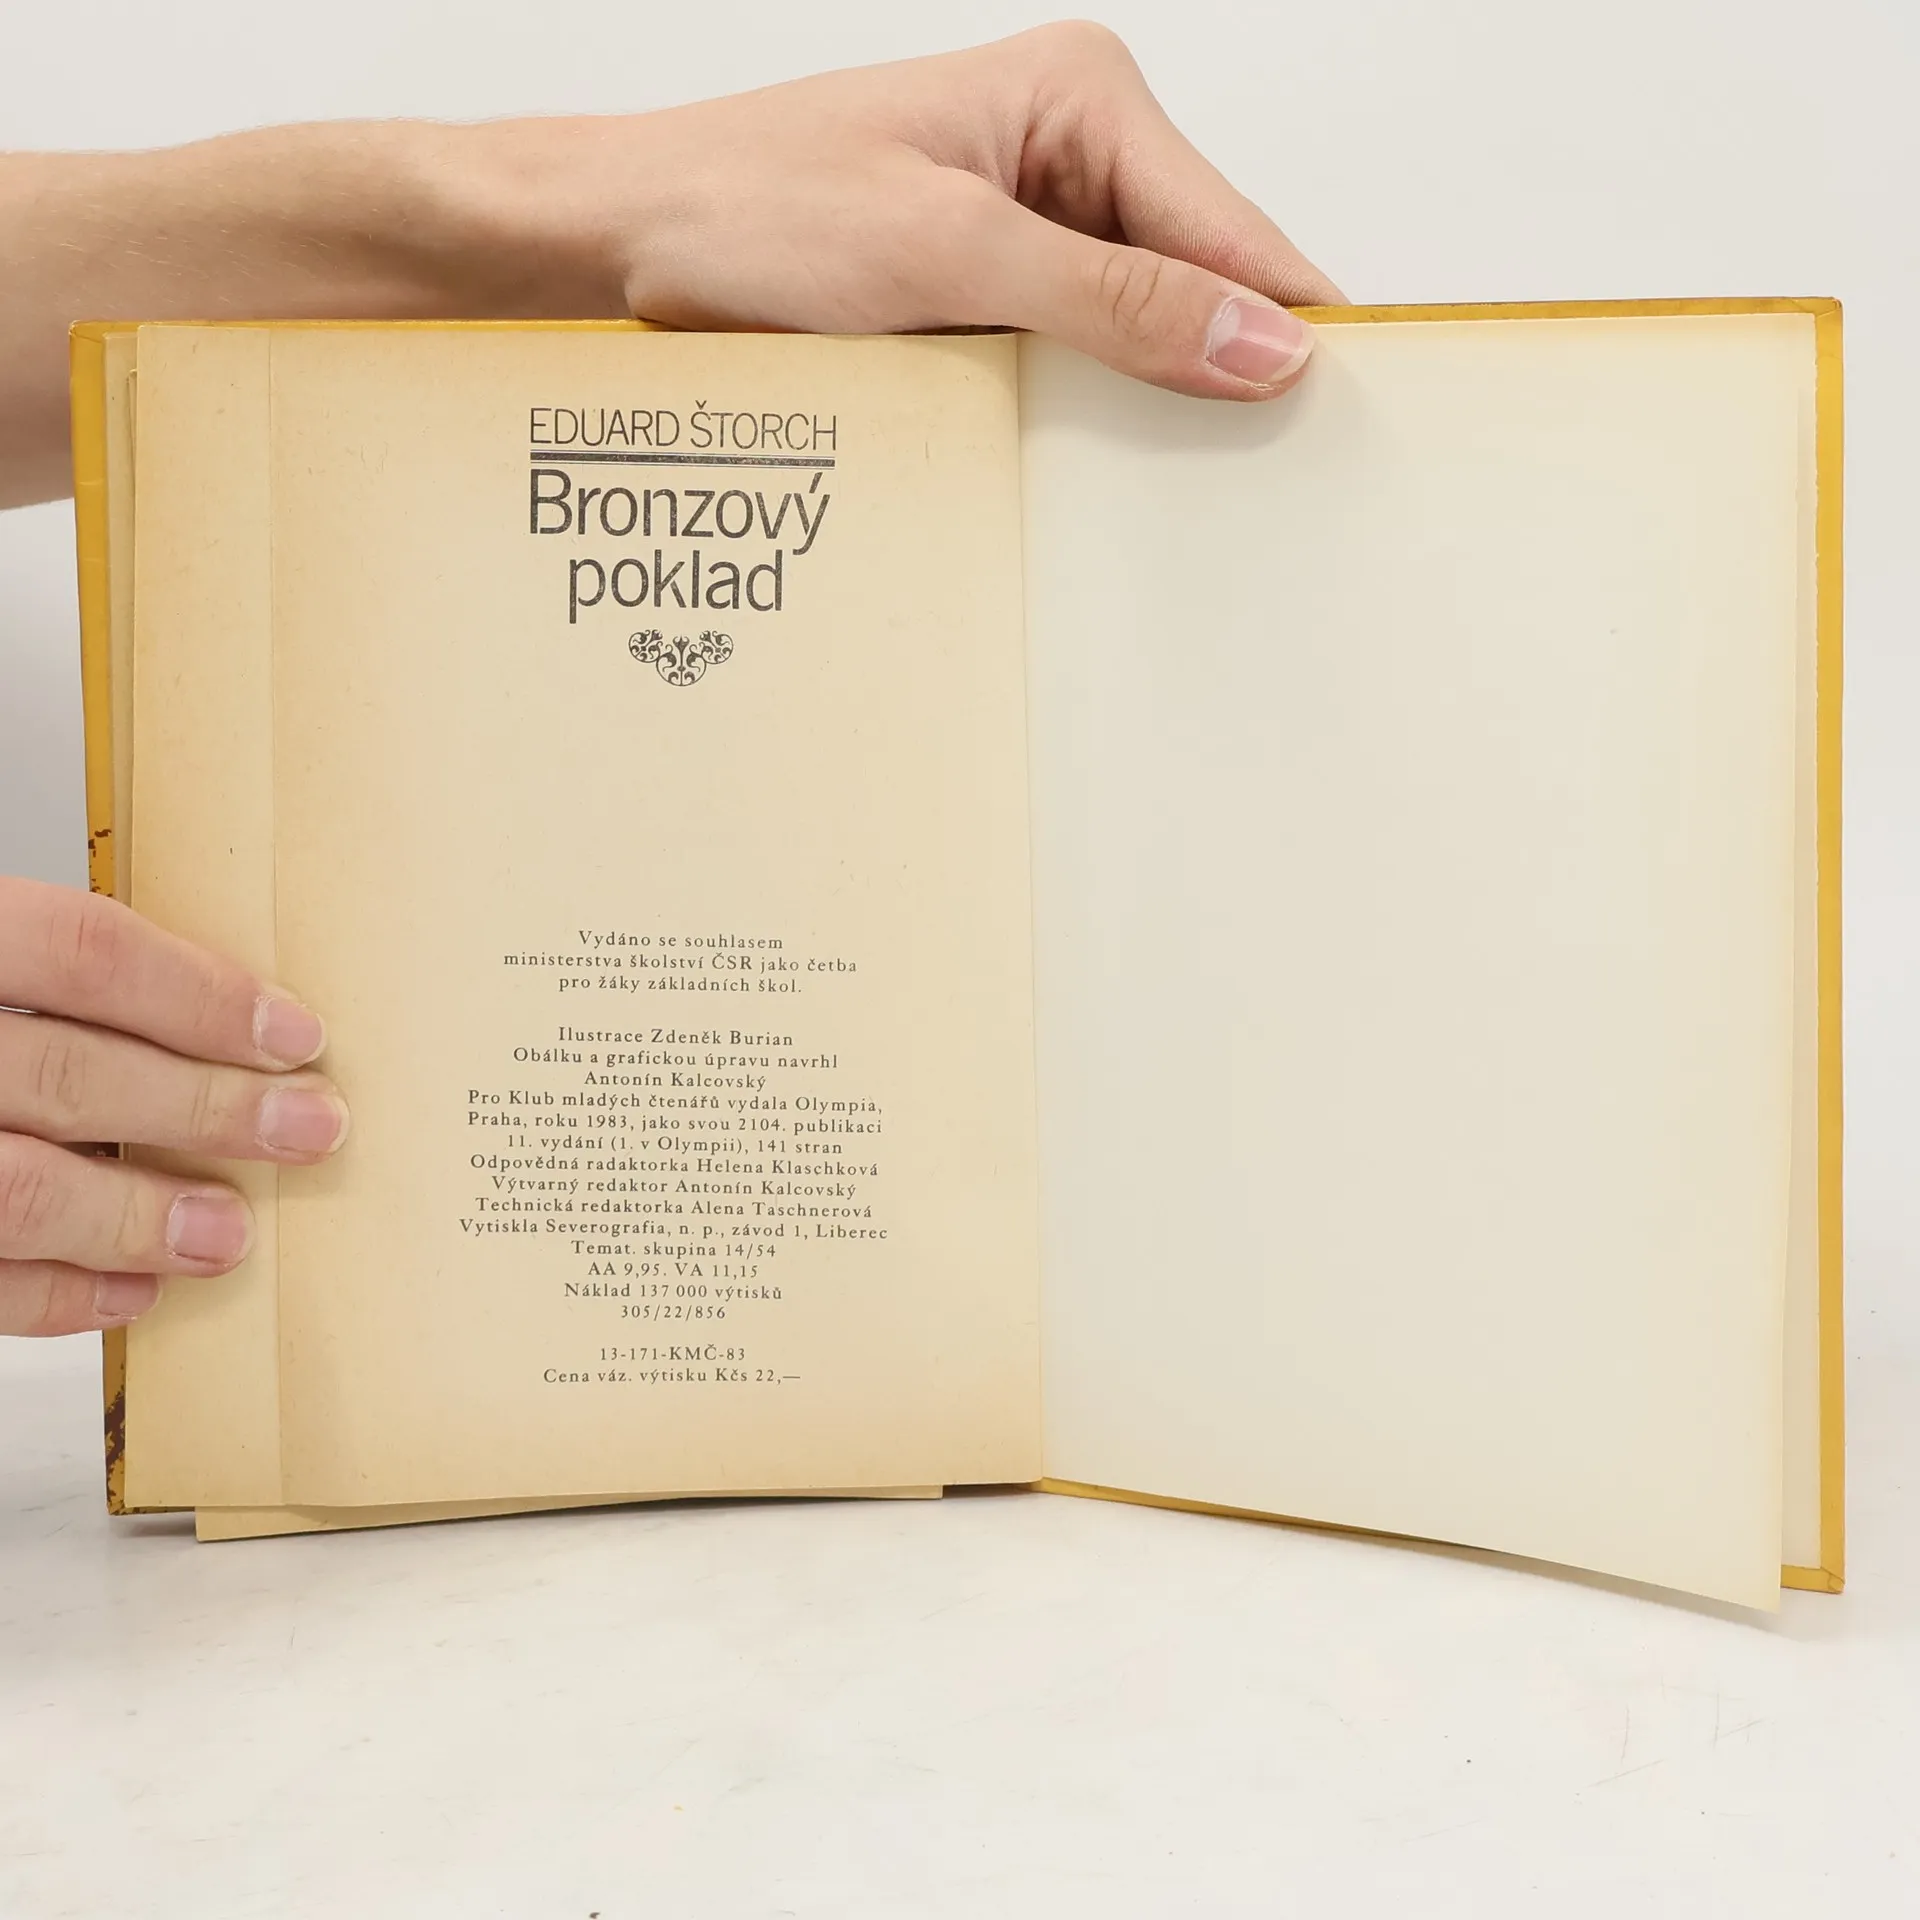 EDUARD ŠTORCH
Bronzový
poklad
Vydáno se souhlasem
ministerstva školství ČSR jako četba
pro žáky základních škol.
Ilustrace Zdeněk Burian
Obálku a grafickou úpravu navrhl
Antonín Kalcovský
Pro Klub mladých čtenářů vydala Olympia,
Praha, roku 1983, jako svou 2104. publikaci
11. vydání (1. v Olympii), 141 stran
Odpovědná radaktorka Helena Klaschková
Výtvarný redaktor Antonín Kalcovský
Technická redaktorka Alena Taschnerová
Vytiskla Severografia, n. p., závod 1, Liberec
Temat. skupina 14/54
AA 9,95. VA 11,15
Náklad 137 000 výtisků
305/22/856
13-171-KMČ-83
Cena váz. výtisku Kčs 22,—